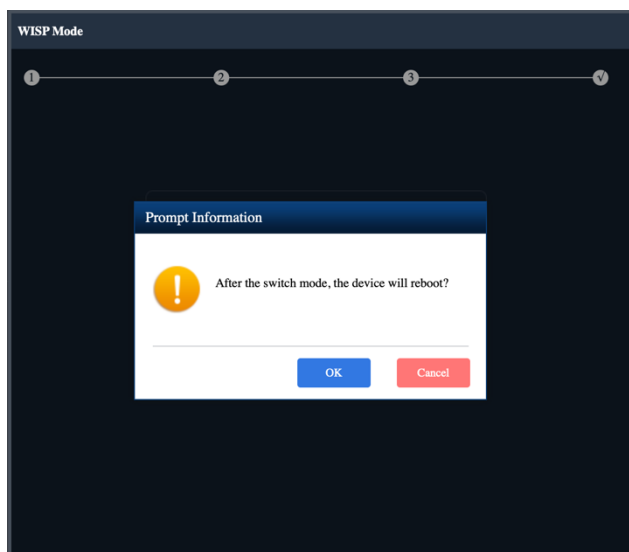 WISP Mode
1 2 3 √
Prompt Information
After the switch mode, the device will reboot?
OK Cancel